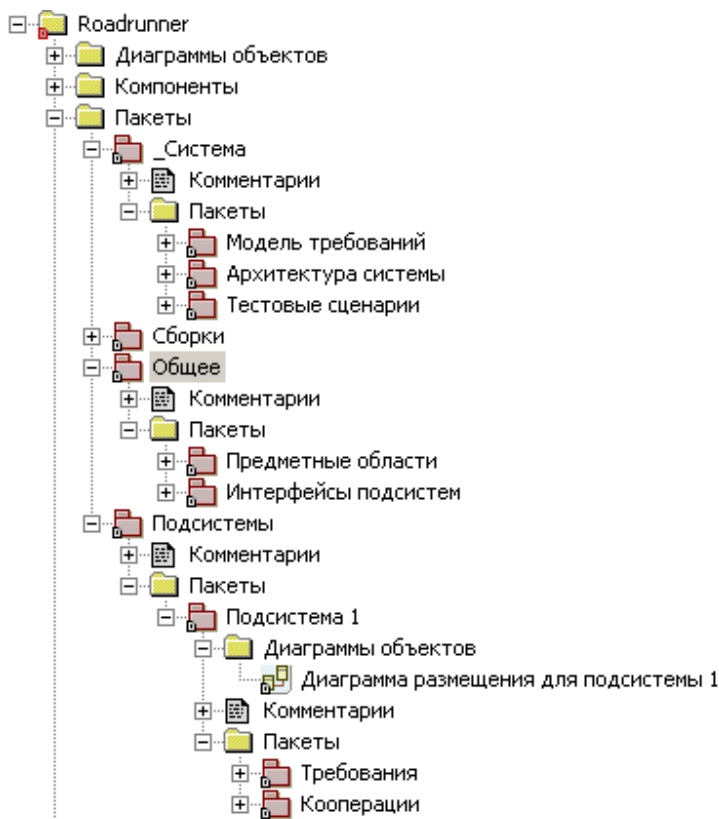 Roadrunner
Диаграммы объектов
Компоненты
Пакеты
_Система
Комментарии
Пакеты
Модель требований
Архитектура системы
Тестовые сценарии
Сборки
Общее
Комментарии
Пакеты
Предметные области
Интерфейсы подсистем
Подсистемы
Комментарии
Пакеты
Подсистема 1
Диаграммы объектов
Диаграмма размещения для подсистемы 1
Комментарии
Пакеты
Требования
Кооперации